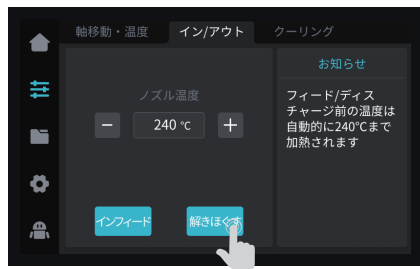 軸移動・温度 イン/アウト クーリング
ノズル温度
− 240 ℃ +
インフィード 解きほぐす
お知らせ
フィード/ディス
チャージ前の温度は
自動的に240℃まで
加熱されます